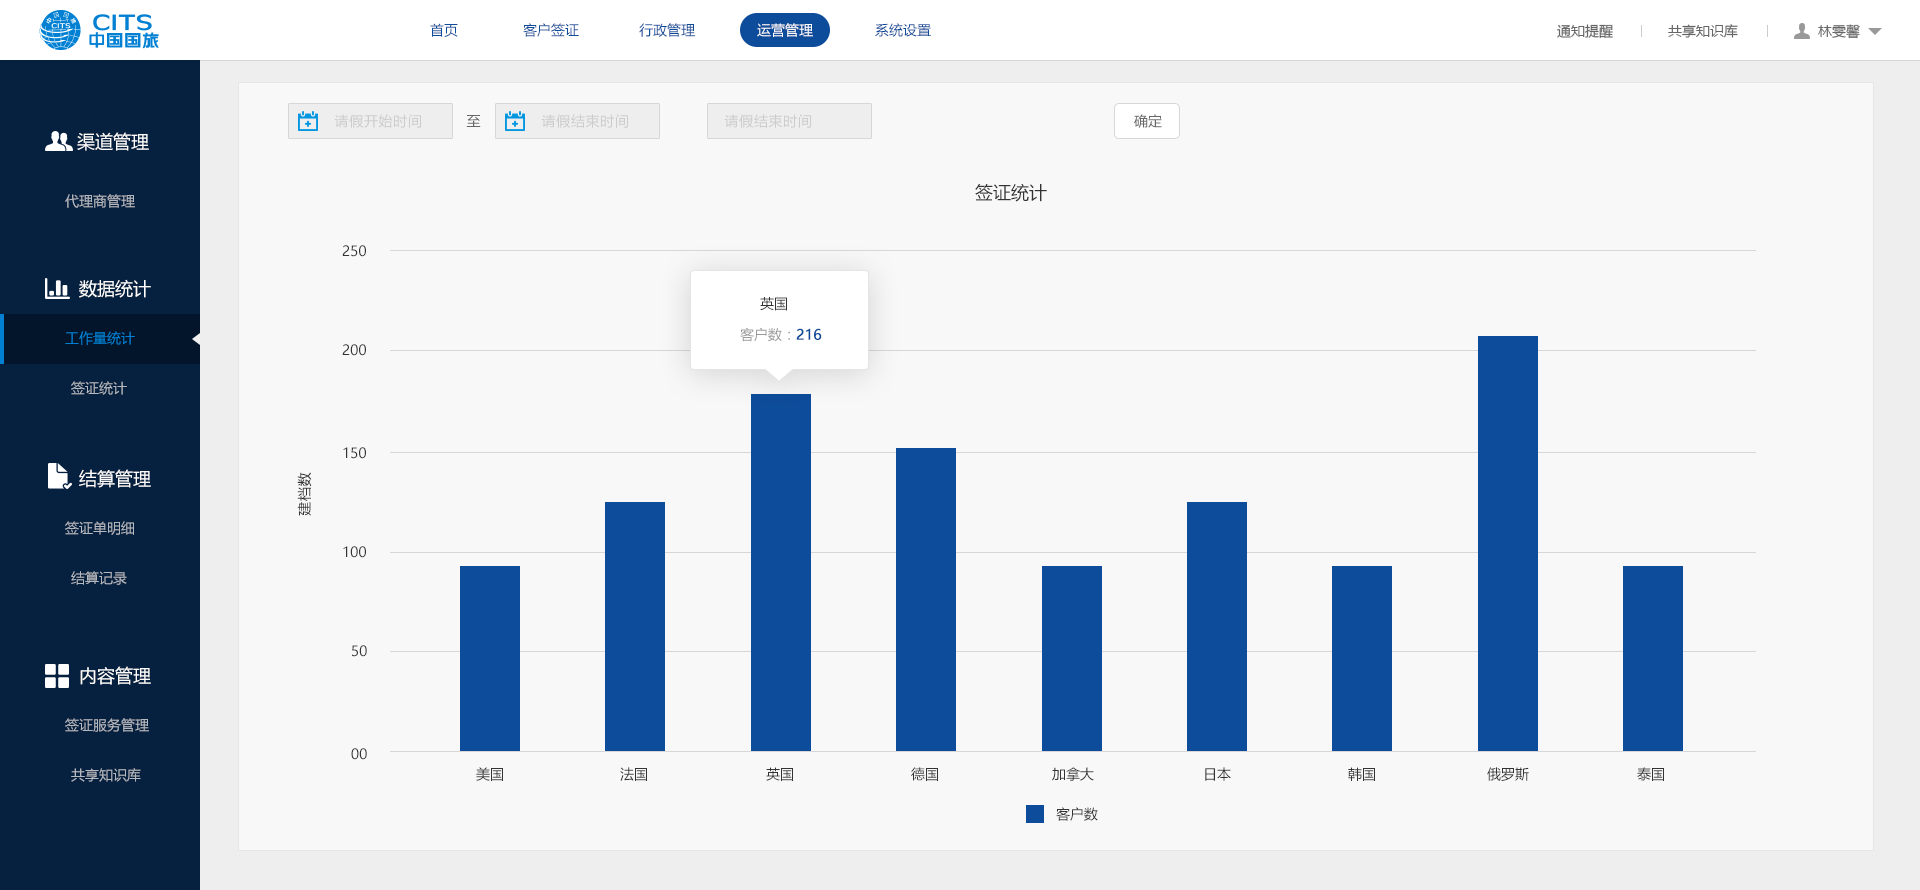 CITS
中国国旅
首页
客户签证
行政管理
运营管理
系统设置
通知提醒
共享知识库
林雯馨
渠道管理
代理商管理
数据统计
工作量统计
签证统计
结算管理
签证单明细
结算记录
内容管理
签证服务管理
共享知识库
请假开始时间
至
请假结束时间
请假结束时间
确定
签证统计
250
200
150
100
50
00
建档数
英国
客户数：216
美国
法国
英国
德国
加拿大
日本
韩国
俄罗斯
泰国
客户数